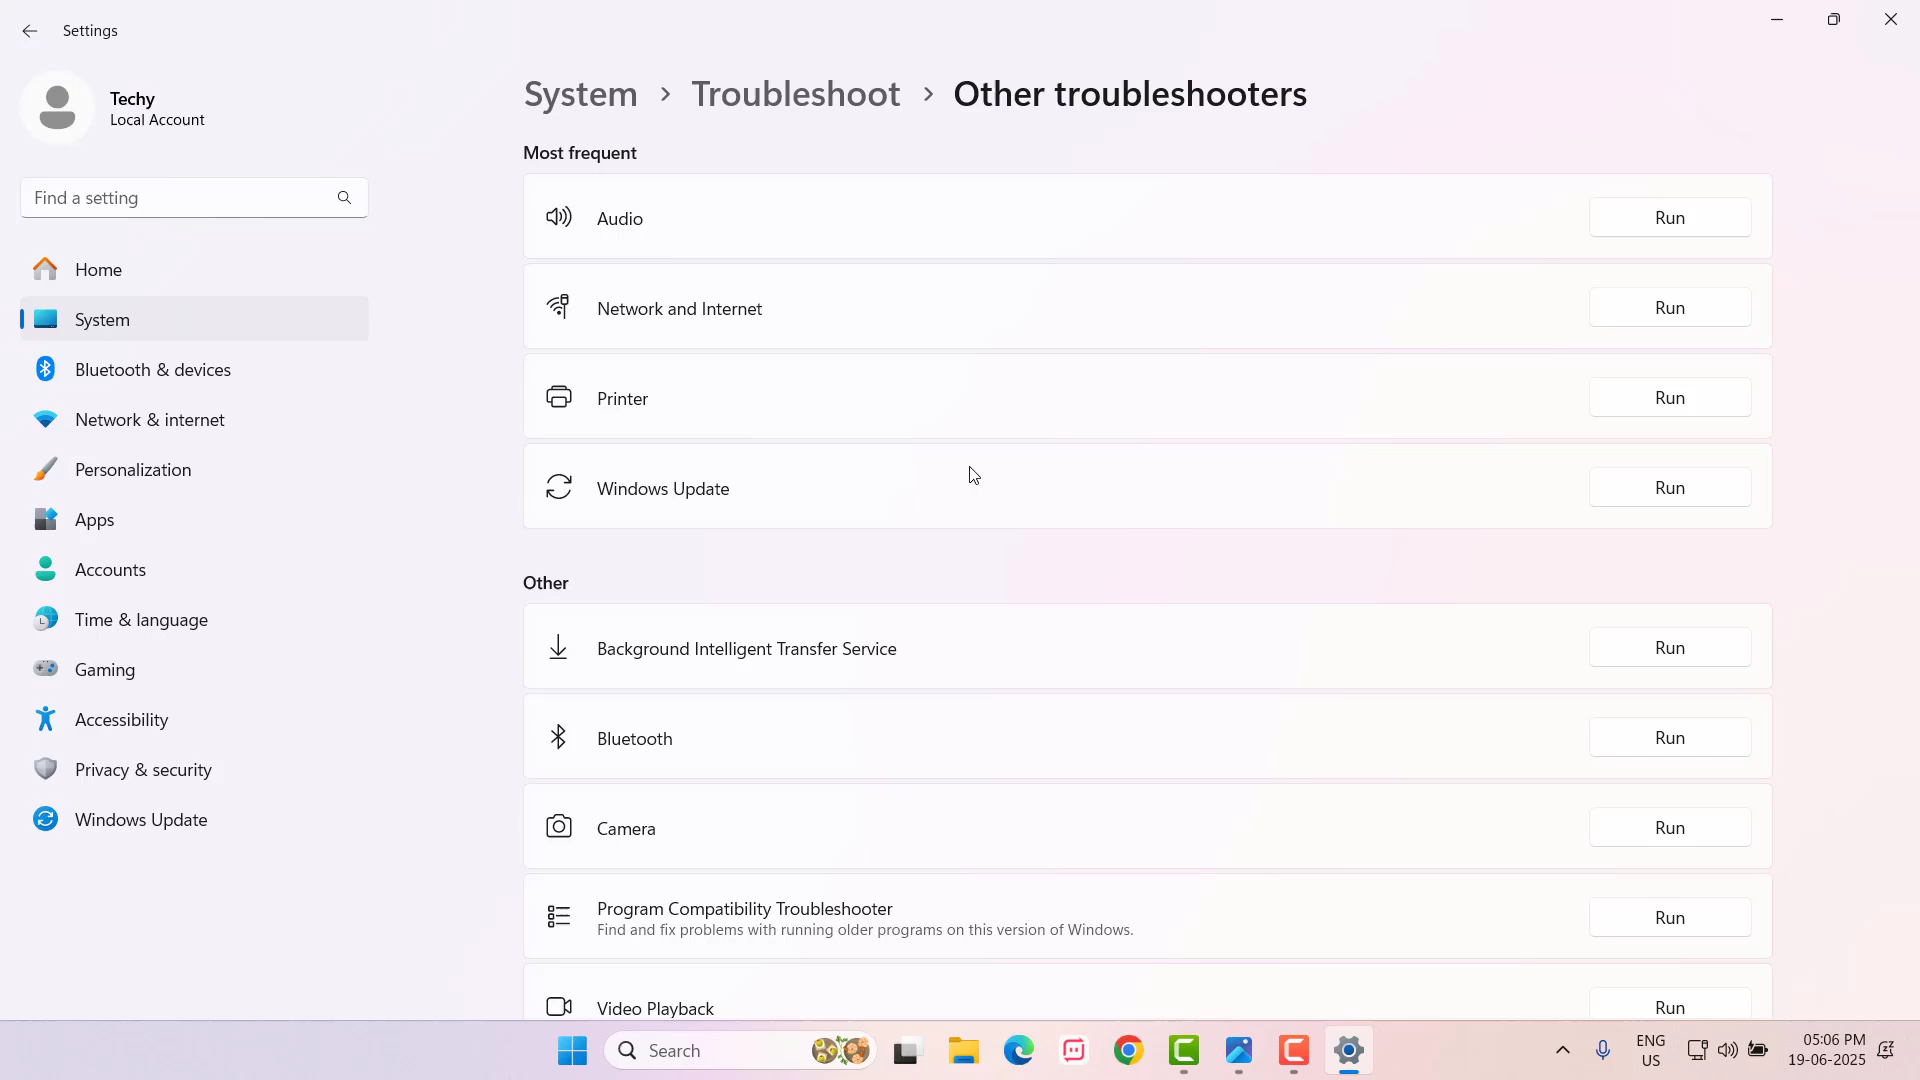 Settings
Techy
Local Account
Find a setting
Home
System
Bluetooth & devices
Network & internet
Personalization
Apps
Accounts
Time & language
Gaming
Accessibility
Privacy & security
Windows Update
System > Troubleshoot > Other troubleshooters
Most frequent
Audio Run
Network and Internet Run
Printer Run
Windows Update Run
Other
Background Intelligent Transfer Service Run
Bluetooth Run
Camera Run
Program Compatibility Troubleshooter Run
Find and fix problems with running older programs on this version of Windows.
Video Playback Run
Search
ENG
US
05:06 PM
19-06-2025